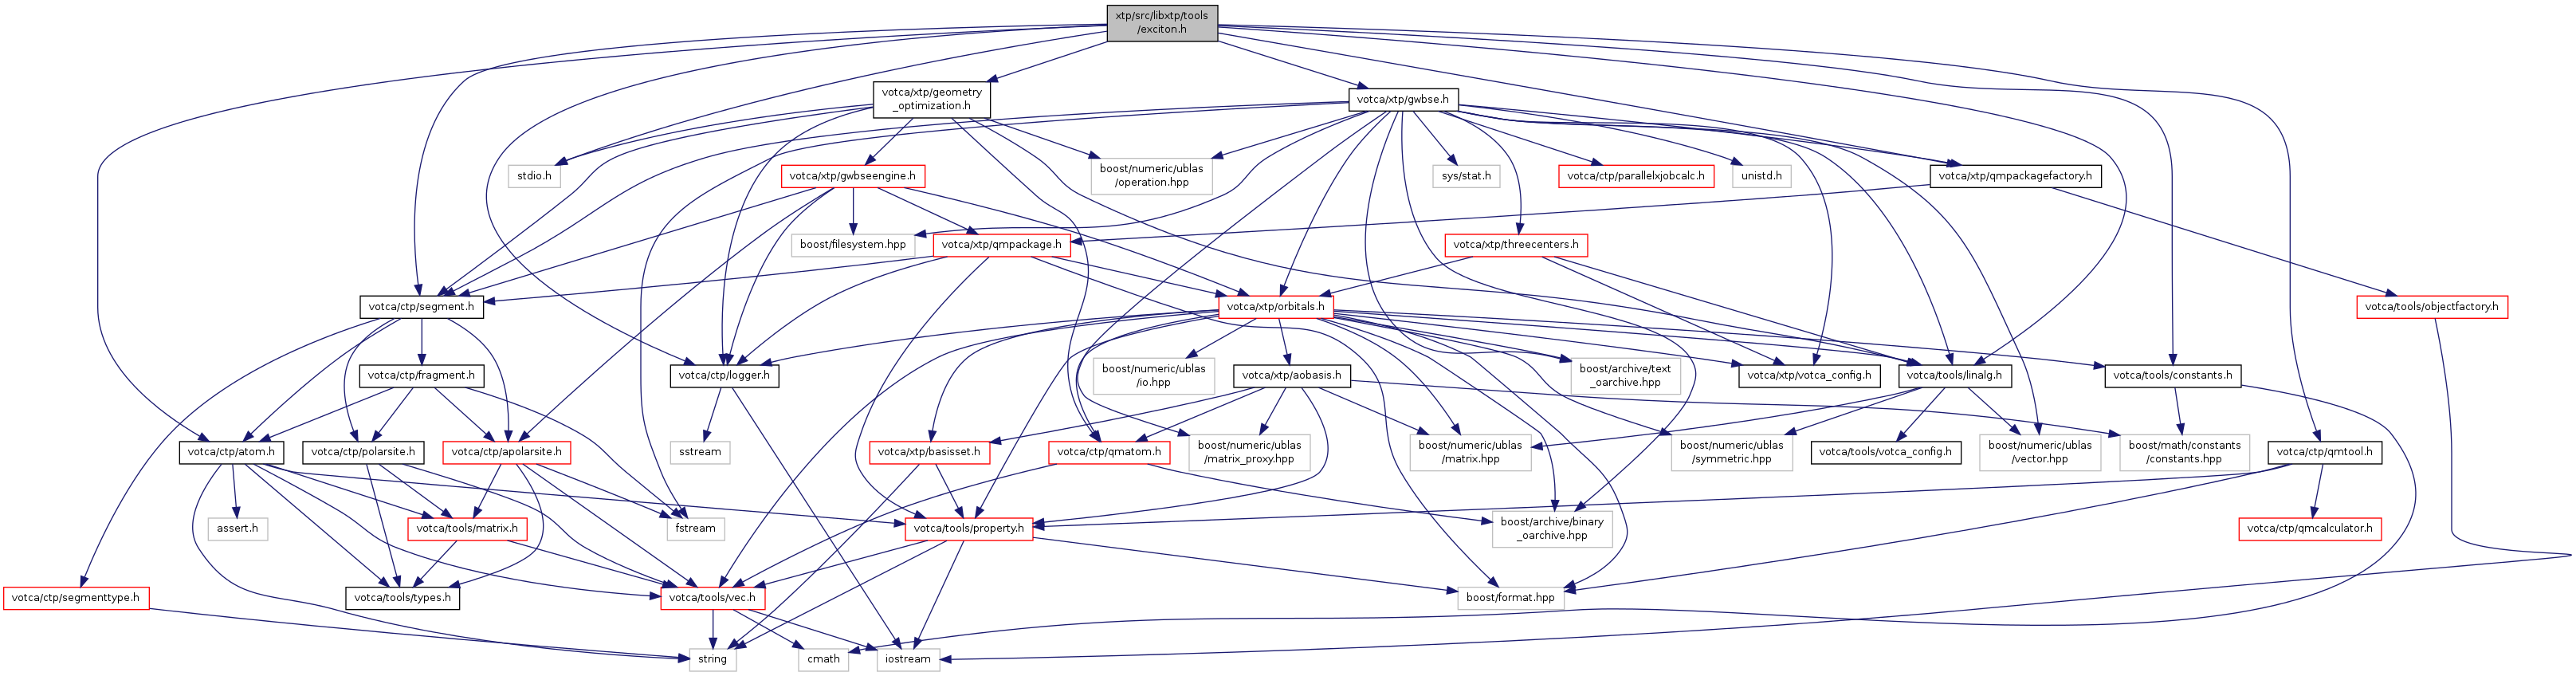 xtp/src/libxtp/tools
/exciton.h
votca/xtp/geometry
_optimization.h
votca/xtp/gwbse.h
stdio.h
votca/xtp/gwbseengine.h
boost/numeric/ublas
/operation.hpp
sys/stat.h
votca/ctp/parallelxjobcalc.h
unistd.h
votca/xtp/qmpackagefactory.h
boost/filesystem.hpp
votca/xtp/qmpackage.h
votca/xtp/threecenters.h
votca/ctp/segment.h
votca/xtp/orbitals.h
votca/tools/objectfactory.h
votca/ctp/fragment.h
votca/ctp/logger.h
boost/numeric/ublas
/io.hpp
votca/xtp/aobasis.h
boost/archive/text
_oarchive.hpp
votca/xtp/votca_config.h
votca/tools/linalg.h
votca/tools/constants.h
votca/ctp/atom.h
votca/ctp/polarsite.h
votca/ctp/apolarsite.h
sstream
votca/xtp/basisset.h
votca/ctp/qmatom.h
boost/numeric/ublas
/matrix_proxy.hpp
boost/numeric/ublas
/matrix.hpp
boost/numeric/ublas
/symmetric.hpp
votca/tools/votca_config.h
boost/numeric/ublas
/vector.hpp
boost/math/constants
/constants.hpp
votca/ctp/qmtool.h
assert.h
votca/tools/matrix.h
fstream
votca/tools/property.h
boost/archive/binary
_oarchive.hpp
votca/ctp/qmcalculator.h
votca/ctp/segmenttype.h
votca/tools/types.h
votca/tools/vec.h
boost/format.hpp
string
cmath
iostream